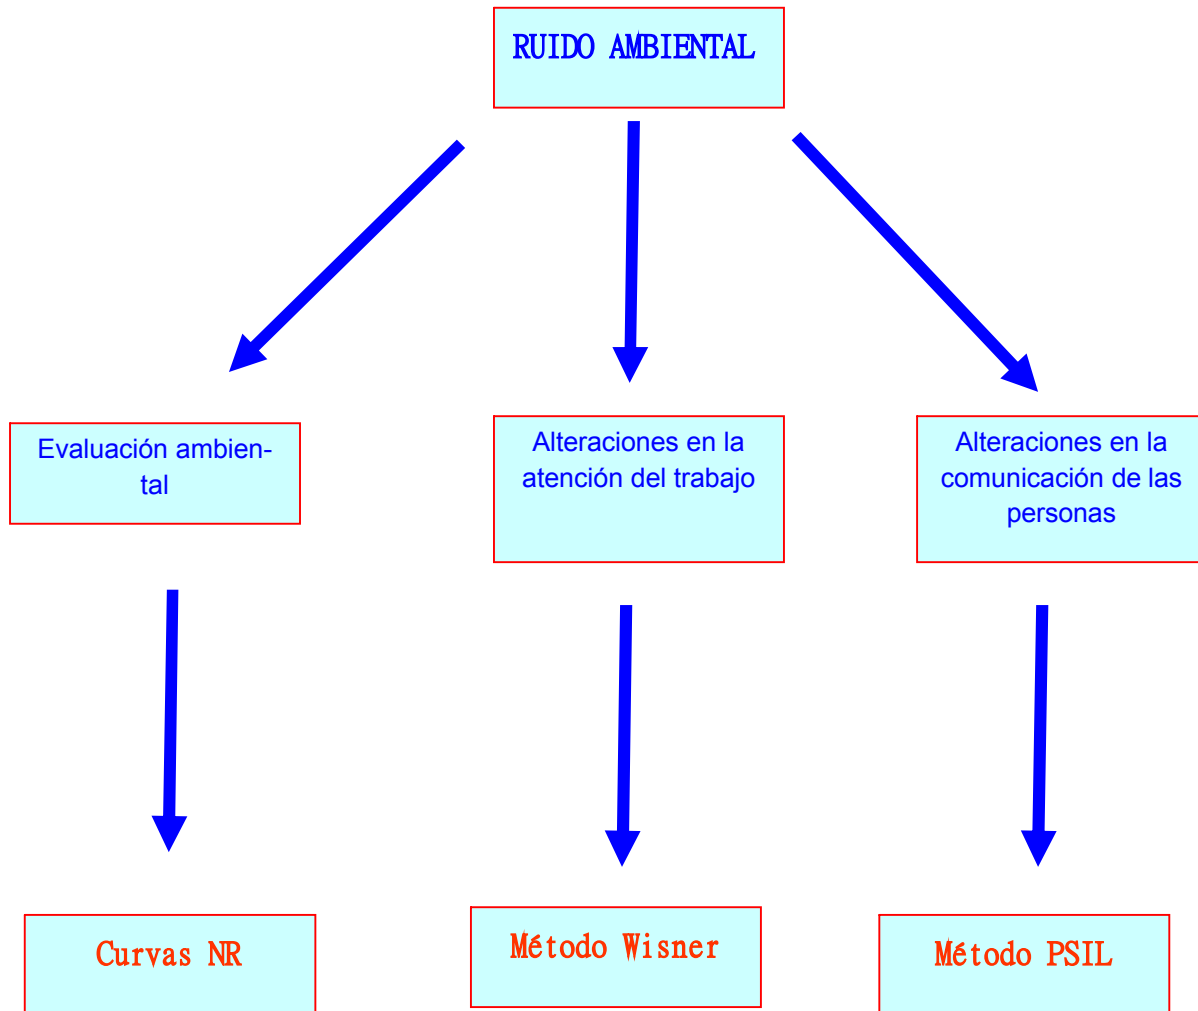 RUIDO AMBIENTAL
Evaluación ambien-
tal
Alteraciones en la
atención del trabajo
Alteraciones en la
comunicación de las
personas
Curvas NR
Método Wisner
Método PSIL